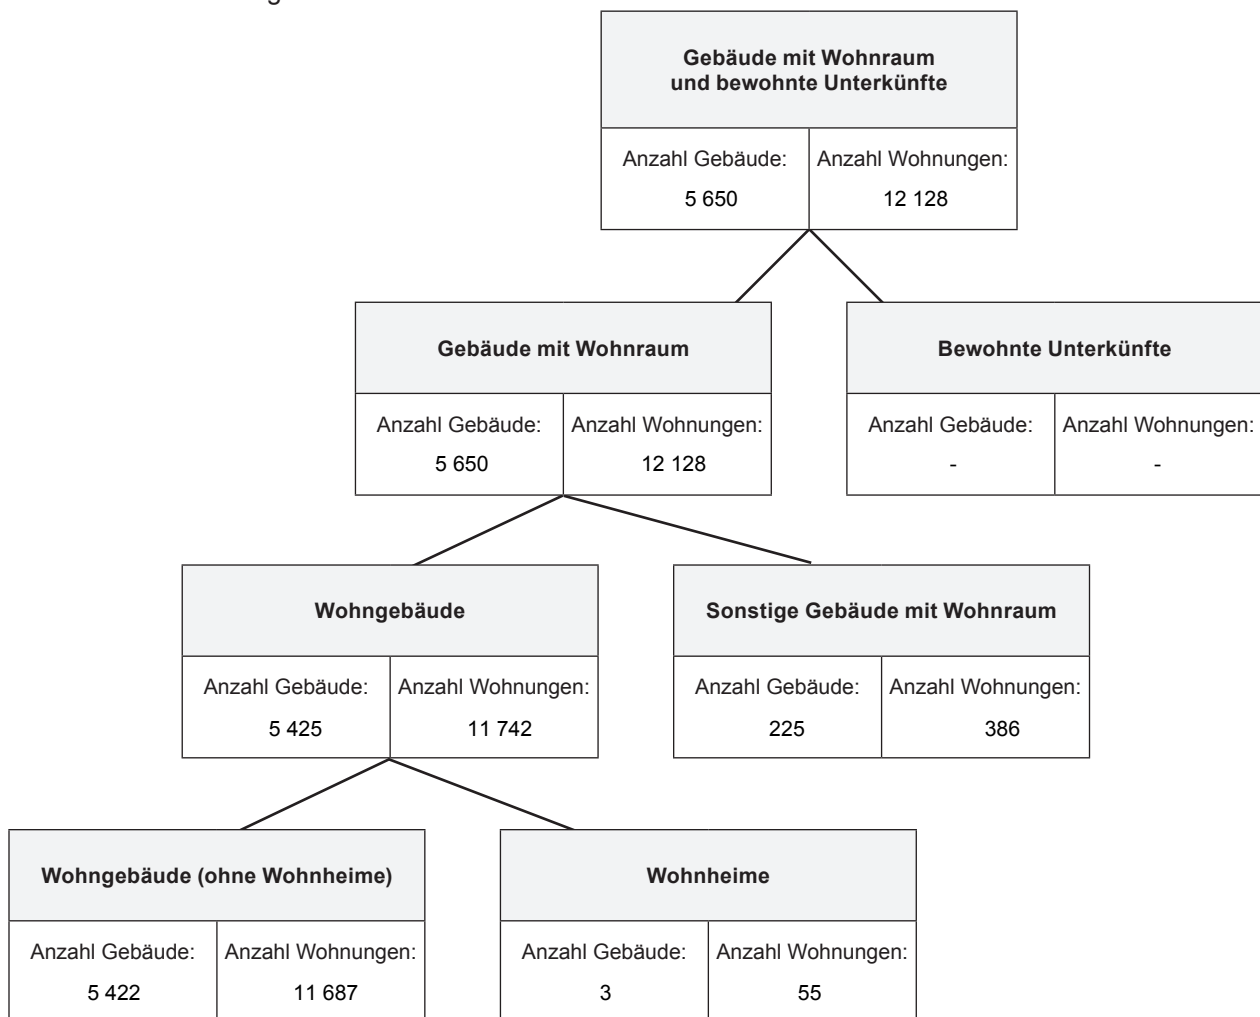 Gebäude mit Wohnraum
und bewohnte Unterkünfte
Anzahl Gebäude: Anzahl Wohnungen:
5 650 12 128
Gebäude mit Wohnraum
Anzahl Gebäude: Anzahl Wohnungen:
5 650 12 128
Bewohnte Unterkünfte
Anzahl Gebäude: Anzahl Wohnungen:
- -
Wohngebäude
Anzahl Gebäude: Anzahl Wohnungen:
5 425 11 742
Sonstige Gebäude mit Wohnraum
Anzahl Gebäude: Anzahl Wohnungen:
225 386
Wohngebäude (ohne Wohnheime)
Anzahl Gebäude: Anzahl Wohnungen:
5 422 11 687
Wohnheime
Anzahl Gebäude: Anzahl Wohnungen:
3 55